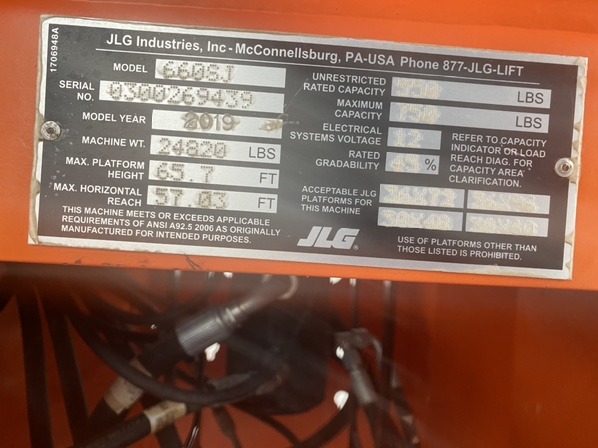 JLG Industries, Inc - McConnellsburg, PA-USA Phone 877-JLG-LIFT
1706948A
MODEL 660SJ
SERIAL NO. 0300269439
MODEL YEAR 2019
MACHINE WT. 24820 LBS
MAX. PLATFORM HEIGHT 65.7 FT
MAX. HORIZONTAL REACH 57.03 FT
THIS MACHINE MEETS OR EXCEEDS APPLICABLE
REQUIREMENTS OF ANSI A92.5 2006 AS ORIGINALLY
MANUFACTURED FOR INTENDED PURPOSES.
UNRESTRICTED RATED CAPACITY LBS
MAXIMUM CAPACITY LBS
ELECTRICAL SYSTEMS VOLTAGE 12
RATED GRADABILITY 45 %
REFER TO CAPACITY
INDICATOR OR LOAD
REACH DIAG. FOR
CAPACITY AREA
CLARIFICATION.
ACCEPTABLE JLG
PLATFORMS FOR
THIS MACHINE
JLG
USE OF PLATFORMS OTHER THAN
THOSE LISTED IS PROHIBITED.